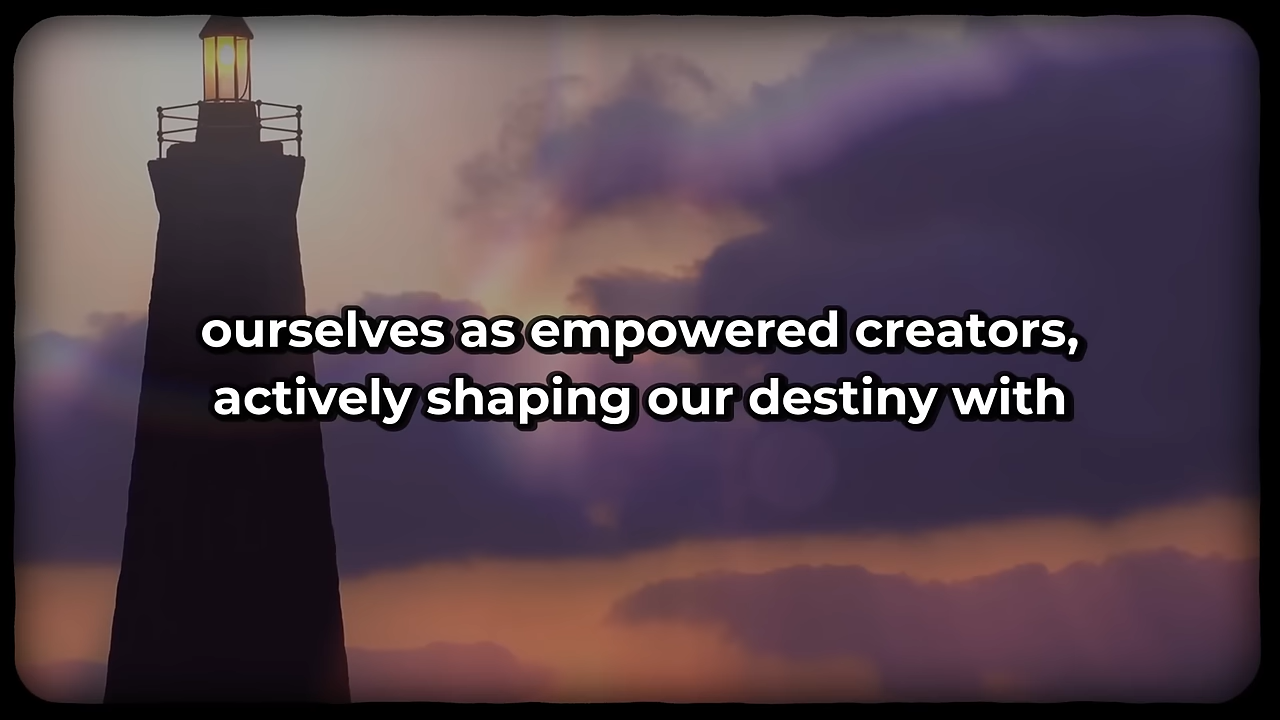 ourselves as empowered creators,
actively shaping our destiny with